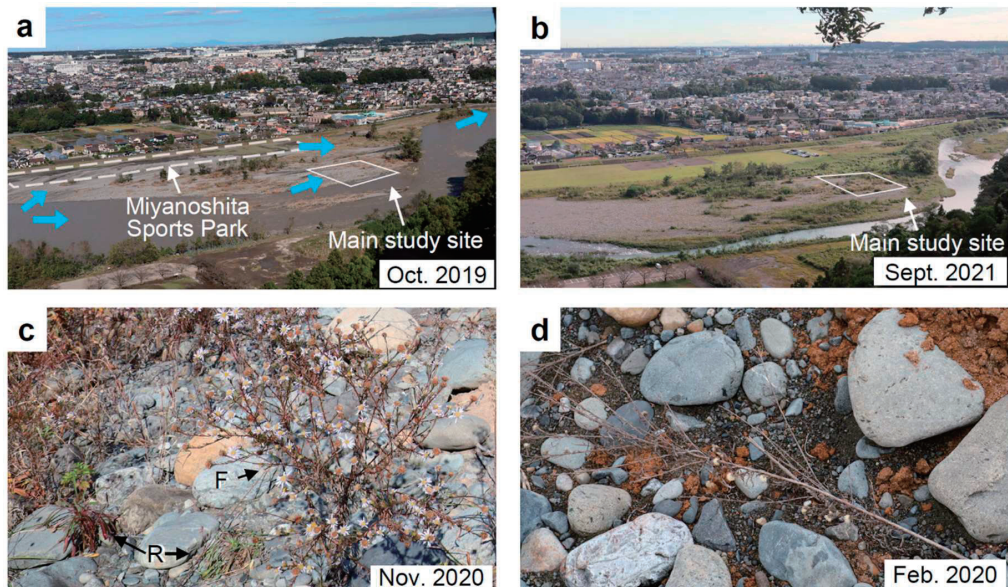 a
Miyanoshita
Sports Park
Main study site
Oct. 2019
b
Main study site
Sept. 2021
c
F
R
Nov. 2020
d
Feb. 2020